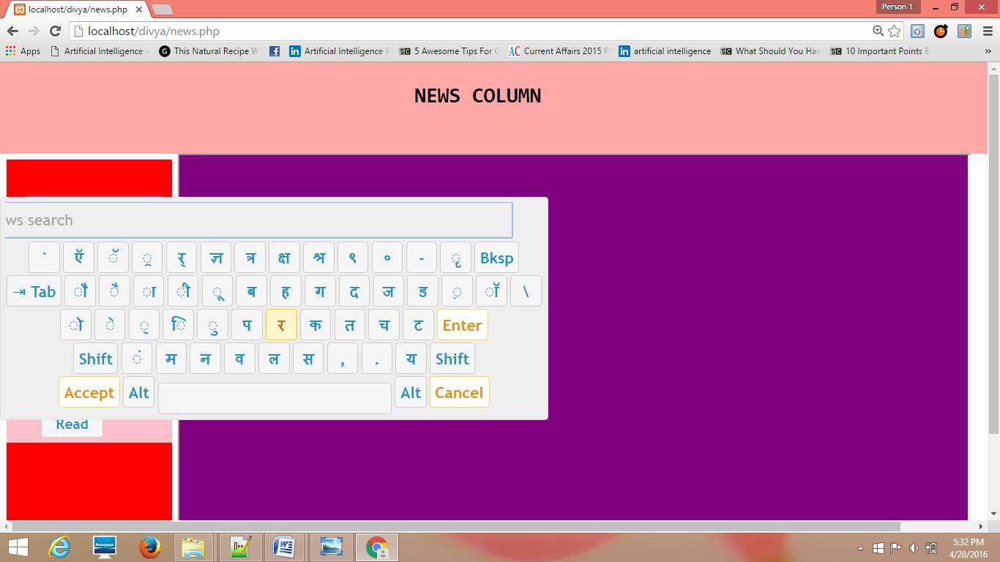 localhost/divya/news.php
Person 1
localhost/divya/news.php
Apps Artificial Intelligence - This Natural Recipe W Artificial Intelligence 5 Awesome Tips For Current Affairs 2015 P artificial intelligence What Should You Hav 10 Important Points E »
NEWS COLUMN
ws search
` ऍ ॅ ्र र् ज्ञ त्र क्ष श्र ९ ० - ृ Bksp
⇥ Tab ौ ै ा ी ू ब ह ग द ज ड ़ ॉ \
ो े ् ि ु प र क त च ट Enter
Shift ं म न व ल स , . य Shift
Accept Alt Alt Cancel
Read
5:32 PM
4/28/2016